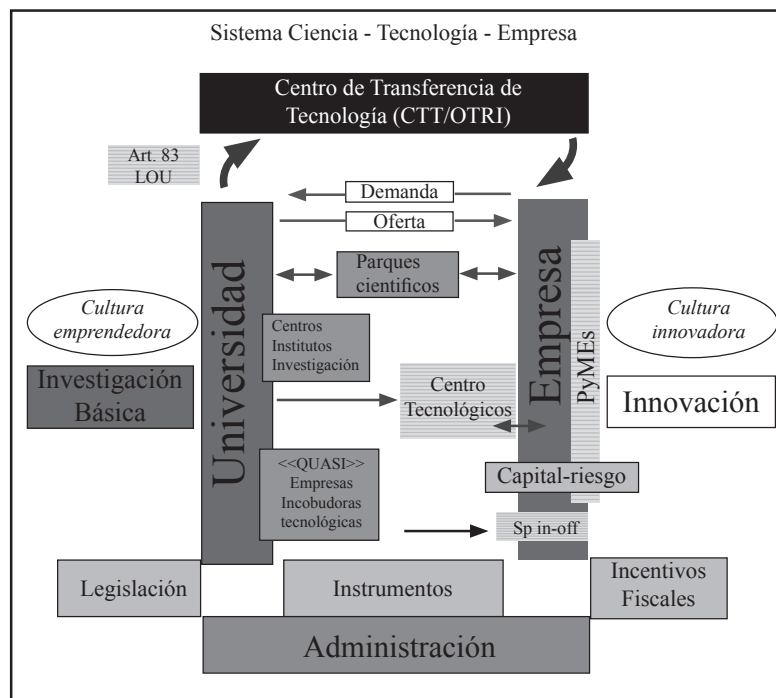 Sistema Ciencia - Tecnología - Empresa
Centro de Transferencia de
Tecnología (CTT/OTRI)
Art. 83
LOU
Demanda
Oferta
Universidad
Empresa
PyMEs
Parques
cientificos
Cultura
emprendedora
Cultura
innovadora
Centros
Institutos
Investigación
Investigación
Básica
Centro
Tecnológicos
Innovación
<<QUASI>>
Empresas
Incobudoras
tecnológicas
Capital-riesgo
Sp in-off
Legislación
Instrumentos
Incentivos
Fiscales
Administración